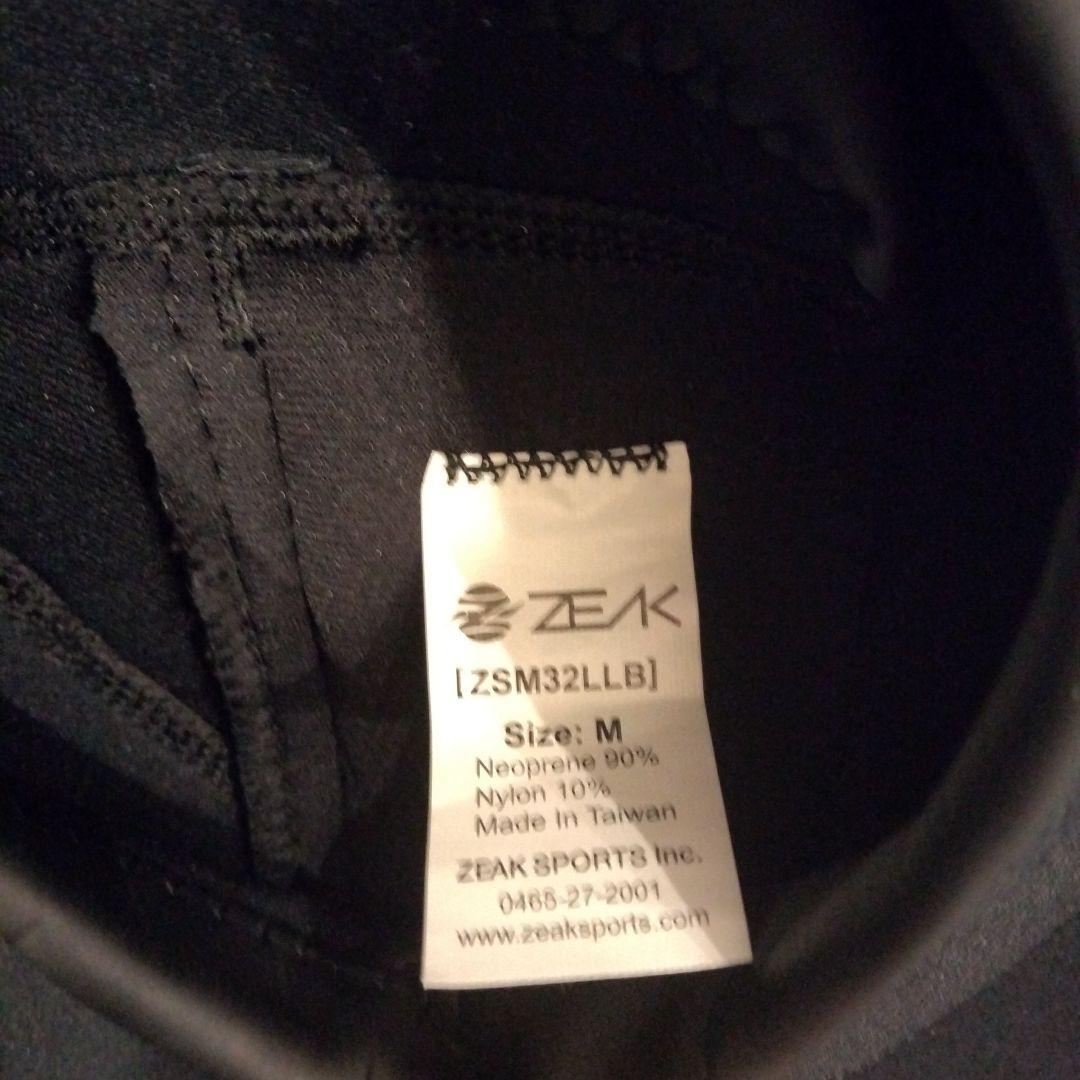 ZEAK
[ZSM32LLB]
Size: M
Neoprene 90%
Nylon 10%
Made In Taiwan
ZEAK SPORTS Inc.
0465-27-2001
www.zeaksports.com